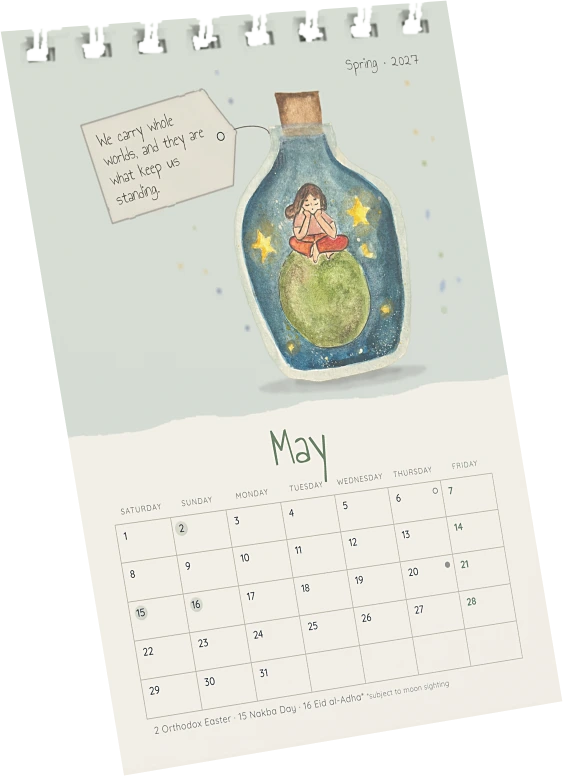 Spring · 2027
We carry whole
worlds, and they are
what keep us
standing.
May
SATURDAY SUNDAY MONDAY TUESDAY WEDNESDAY THURSDAY FRIDAY
1 2 3 4 5 6 7
8 9 10 11 12 13 14
15 16 17 18 19 20 21
22 23 24 25 26 27 28
29 30 31
2 Orthodox Easter · 15 Nakba Day · 16 Eid al-Adha* *subject to moon sighting